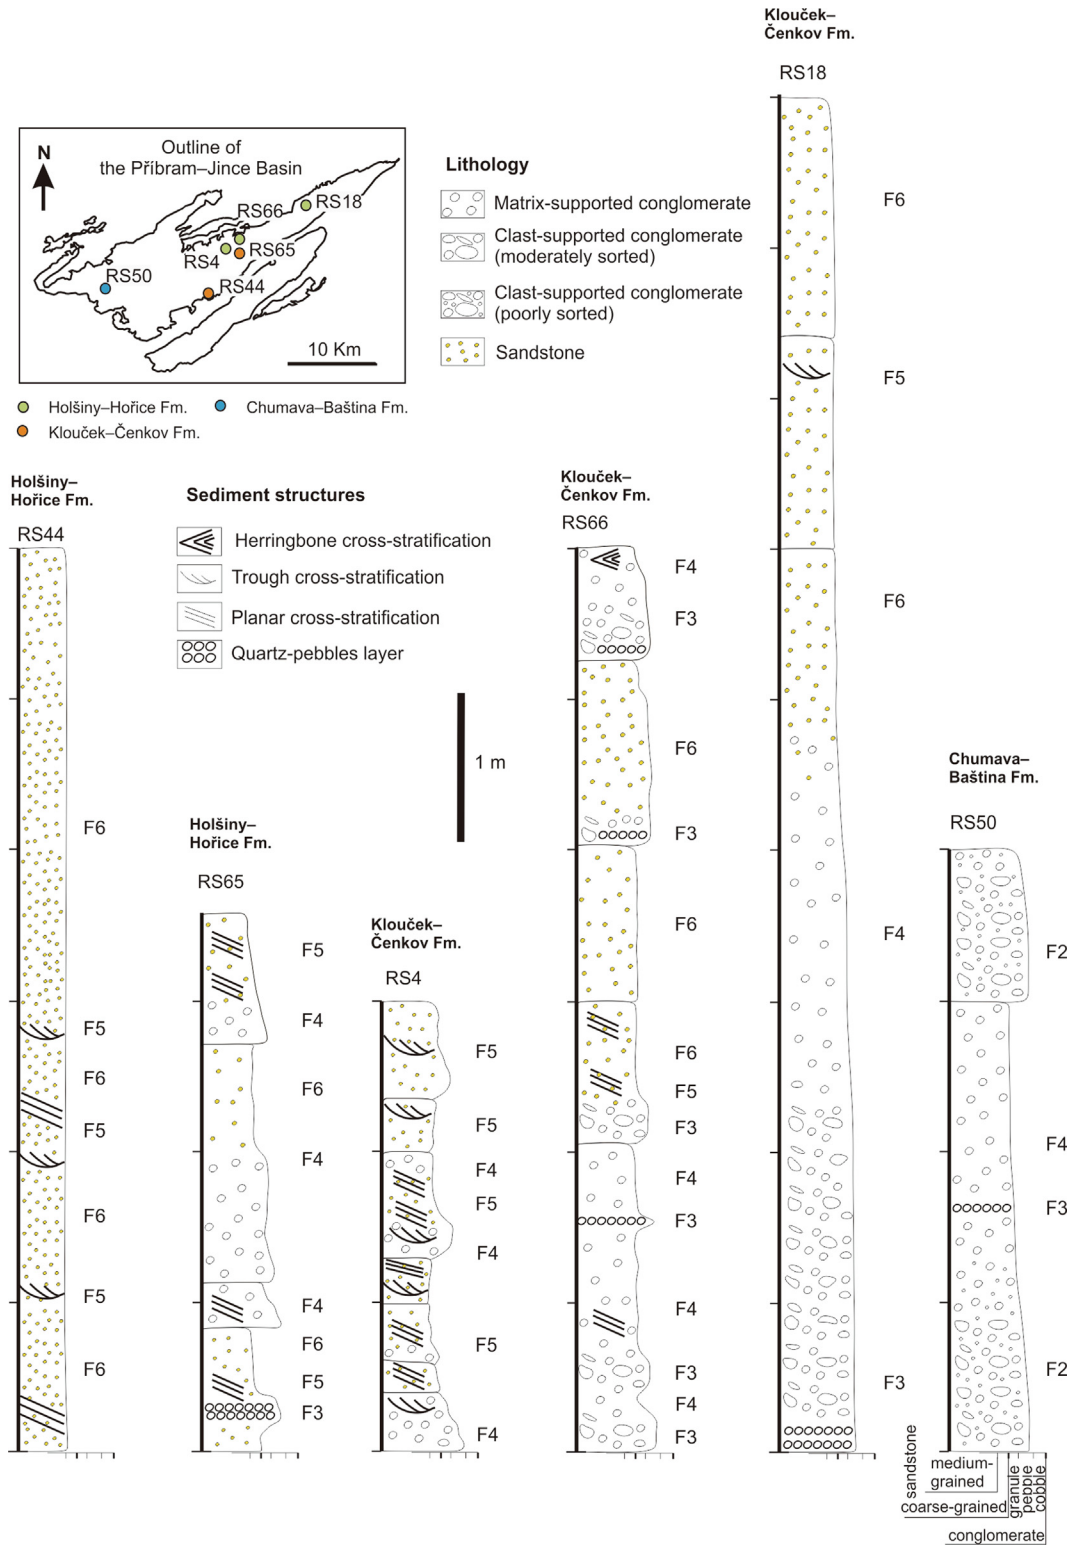 Klouček–
Čenkov Fm.
RS18
Outline of
the Příbram–Jince Basin
N
RS66
RS18
RS4
RS65
RS50
RS44
10 Km
Holšiny–Hořice Fm.
Chumava–Baština Fm.
Klouček–Čenkov Fm.
Lithology
Matrix-supported conglomerate
Clast-supported conglomerate
(moderately sorted)
Clast-supported conglomerate
(poorly sorted)
Sandstone
F6
F5
F6
F4
F3
Holšiny–
Hořice Fm.
RS44
F6
F5
F6
F5
F6
F5
F6
Sediment structures
Herringbone cross-stratification
Trough cross-stratification
Planar cross-stratification
Quartz-pebbles layer
1 m
Holšiny–
Hořice Fm.
RS65
F5
F4
F6
F4
F4
F6
F5
F3
Klouček–
Čenkov Fm.
RS4
F5
F5
F4
F5
F4
F5
F4
Klouček–
Čenkov Fm.
RS66
F4
F3
F6
F3
F6
F6
F5
F3
F4
F3
F4
F3
F4
F3
Chumava–
Baština Fm.
RS50
F2
F4
F3
F2
sandstone
medium-
grained
coarse-grained
granule
pebble
cobble
conglomerate